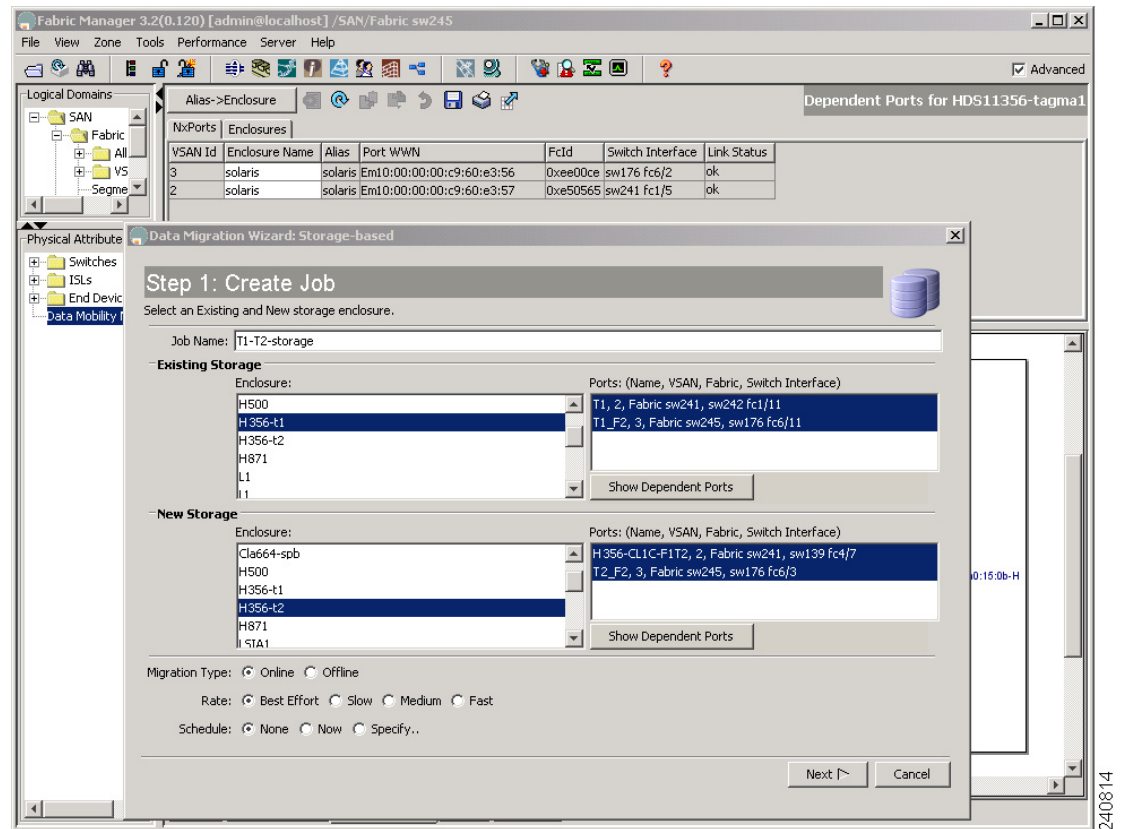 Fabric Manager 3.2(0.120) [admin@localhost] /SAN/Fabric sw245
File View Zone Tools Performance Server Help
Advanced
Logical Domains
SAN
Fabric
All
VS
Segme
Alias->Enclosure
Dependent Ports for HDS11356-tagma1
NxPorts Enclosures
VSAN Id Enclosure Name Alias Port WWN FcId Switch Interface Link Status
3 solaris solaris Em10:00:00:00:c9:60:e3:56 0xee00ce sw176 fc6/2 ok
2 solaris solaris Em10:00:00:00:c9:60:e3:57 0xe50565 sw241 fc1/5 ok
Physical Attribute
Switches
ISLs
End Devic
Data Mobility
Data Migration Wizard: Storage-based
Step 1: Create Job
Select an Existing and New storage enclosure.
Job Name: T1-T2-storage
Existing Storage
Enclosure:
H500
H356-t1
H356-t2
H871
L1
L1
Ports: (Name, VSAN, Fabric, Switch Interface)
T1, 2, Fabric sw241, sw242 fc1/11
T1_F2, 3, Fabric sw245, sw176 fc6/11
Show Dependent Ports
New Storage
Enclosure:
Cla664-spb
H500
H356-t1
H356-t2
H871
LSIA1
Ports: (Name, VSAN, Fabric, Switch Interface)
H356-CL1C-F1T2, 2, Fabric sw241, sw139 fc4/7
T2_F2, 3, Fabric sw245, sw176 fc6/3
Show Dependent Ports
0:15:0b-H
Migration Type: Online Offline
Rate: Best Effort Slow Medium Fast
Schedule: None Now Specify..
Next Cancel
240814